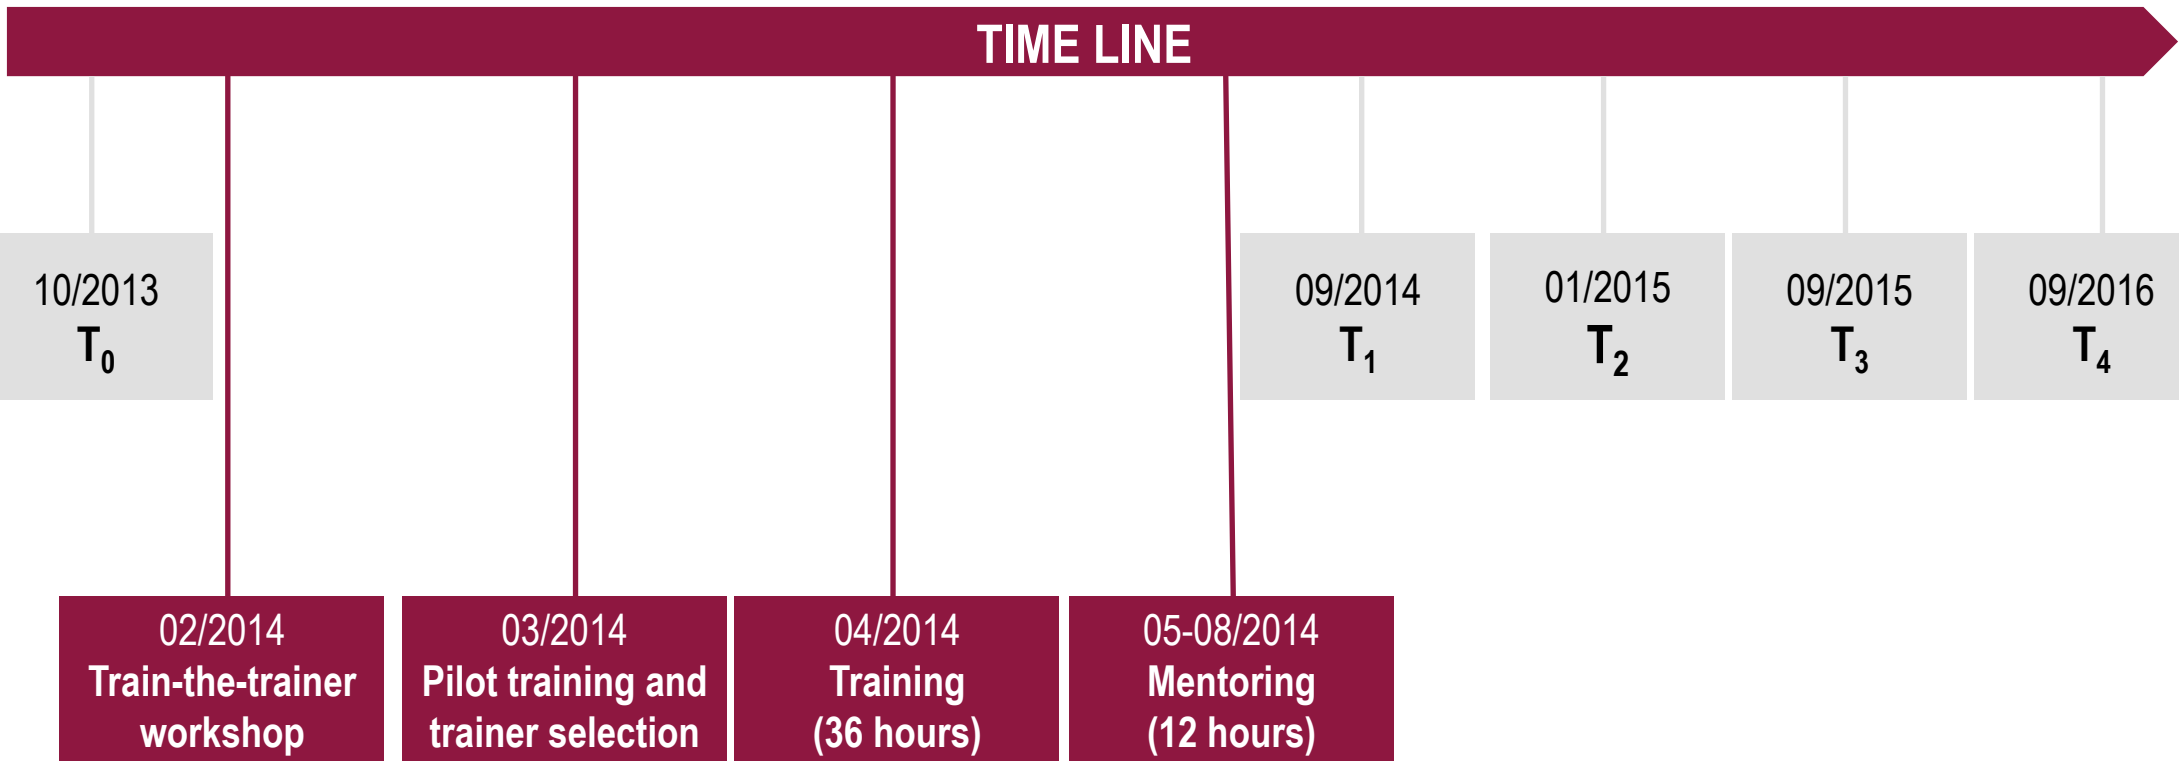 TIME LINE
10/2013
T₀
09/2014
T₁
01/2015
T₂
09/2015
T₃
09/2016
T₄
02/2014
Train-the-trainer
workshop
03/2014
Pilot training and
trainer selection
04/2014
Training
(36 hours)
05-08/2014
Mentoring
(12 hours)